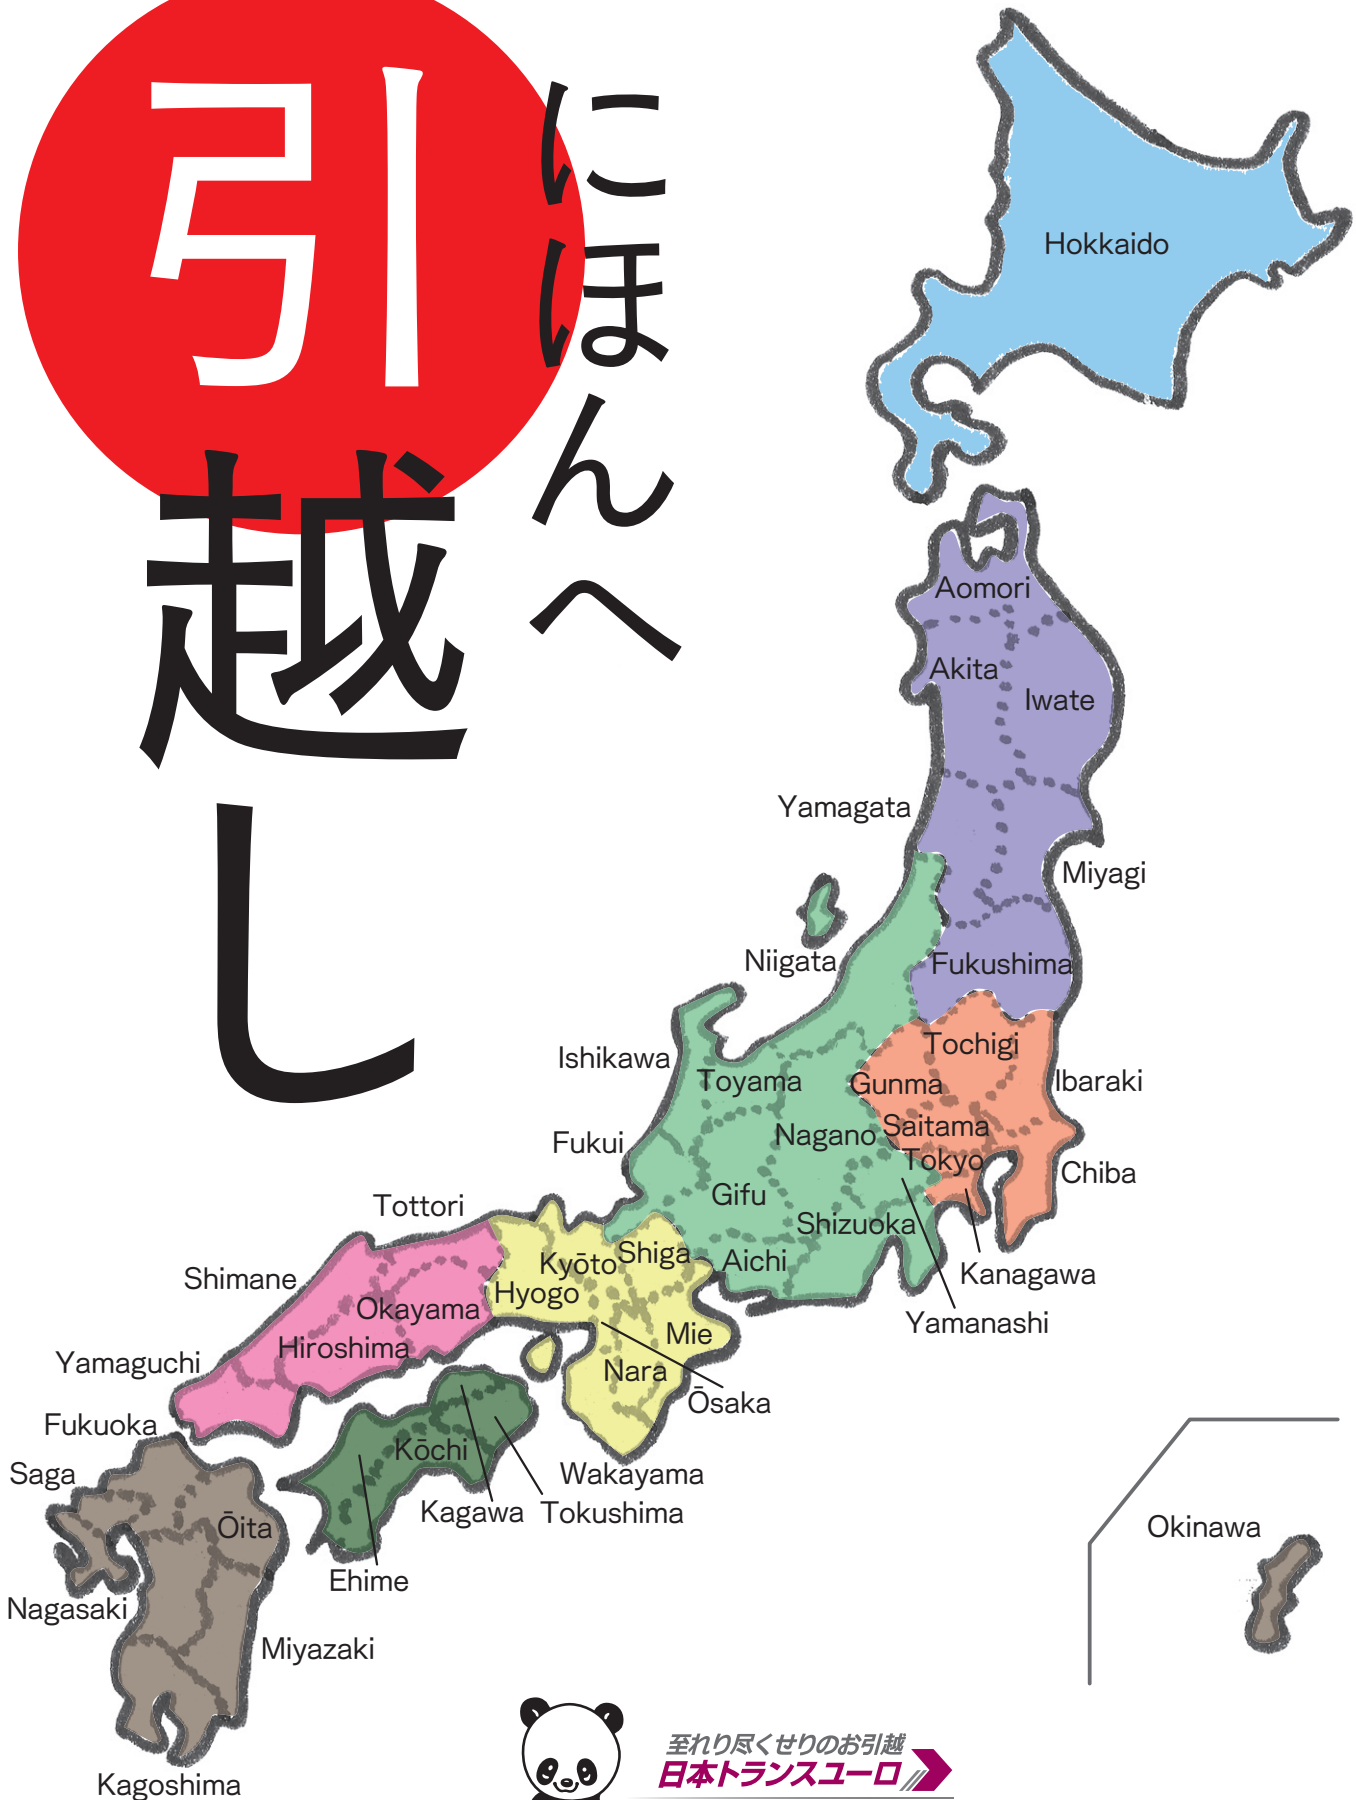 にほんへ
引越し
Hokkaido
Aomori
Akita
Iwate
Yamagata
Miyagi
Niigata
Fukushima
Tochigi
Ishikawa
Toyama
Gunma
Ibaraki
Saitama
Nagano
Fukui
Tokyo
Chiba
Gifu
Tottori
Shizuoka
Kyōto
Shiga
Aichi
Kanagawa
Shimane
Hyogo
Okayama
Yamanashi
Mie
Hiroshima
Yamaguchi
Nara
Ōsaka
Fukuoka
Kōchi
Saga
Wakayama
Kagawa
Tokushima
Ōita
Okinawa
Ehime
Nagasaki
Miyazaki
Kagoshima
至れり尽くせりのお引越
日本トランスユーロ